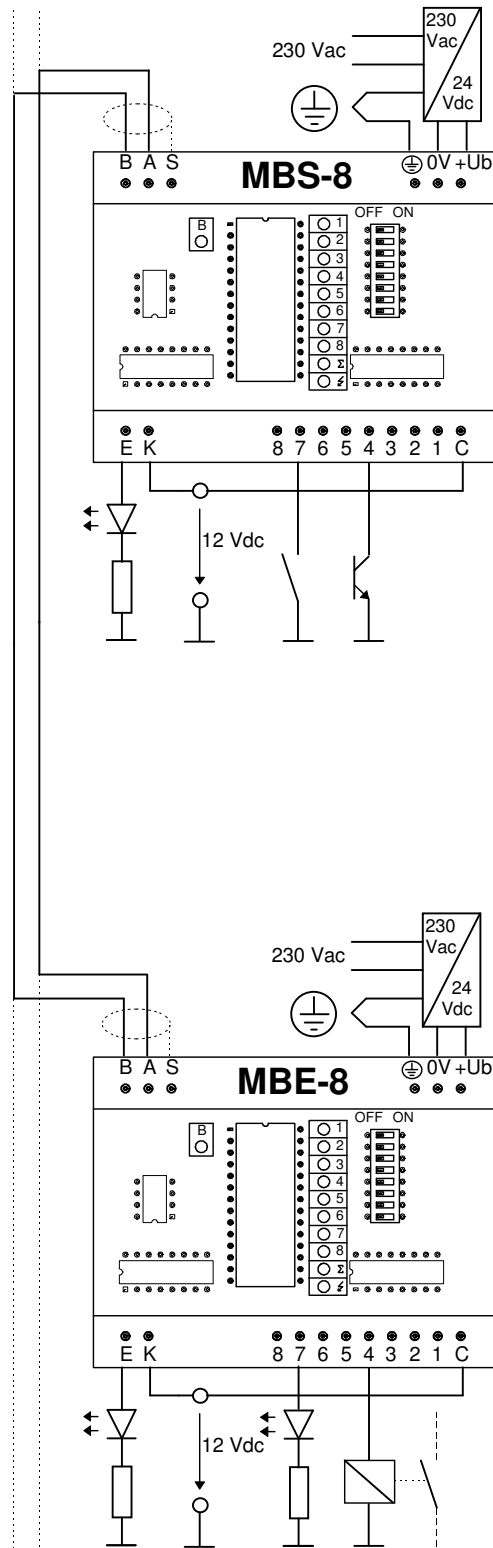 230
Vac
230 Vac
24
Vdc
B A S
MBS-8
0V +Ub
OFF ON
B
1
2
3
4
5
6
7
8
Σ
E K 8 7 6 5 4 3 2 1 C
12 Vdc
230
Vac
230 Vac
24
Vdc
B A S
MBE-8
0V +Ub
OFF ON
B
1
2
3
4
5
6
7
8
Σ
E K 8 7 6 5 4 3 2 1 C
12 Vdc